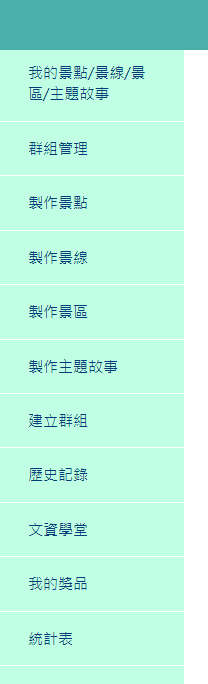 我的景點/景線/景
區/主題故事
群組管理
製作景點
製作景線
製作景區
製作主題故事
建立群組
歷史記錄
文資學堂
我的獎品
統計表